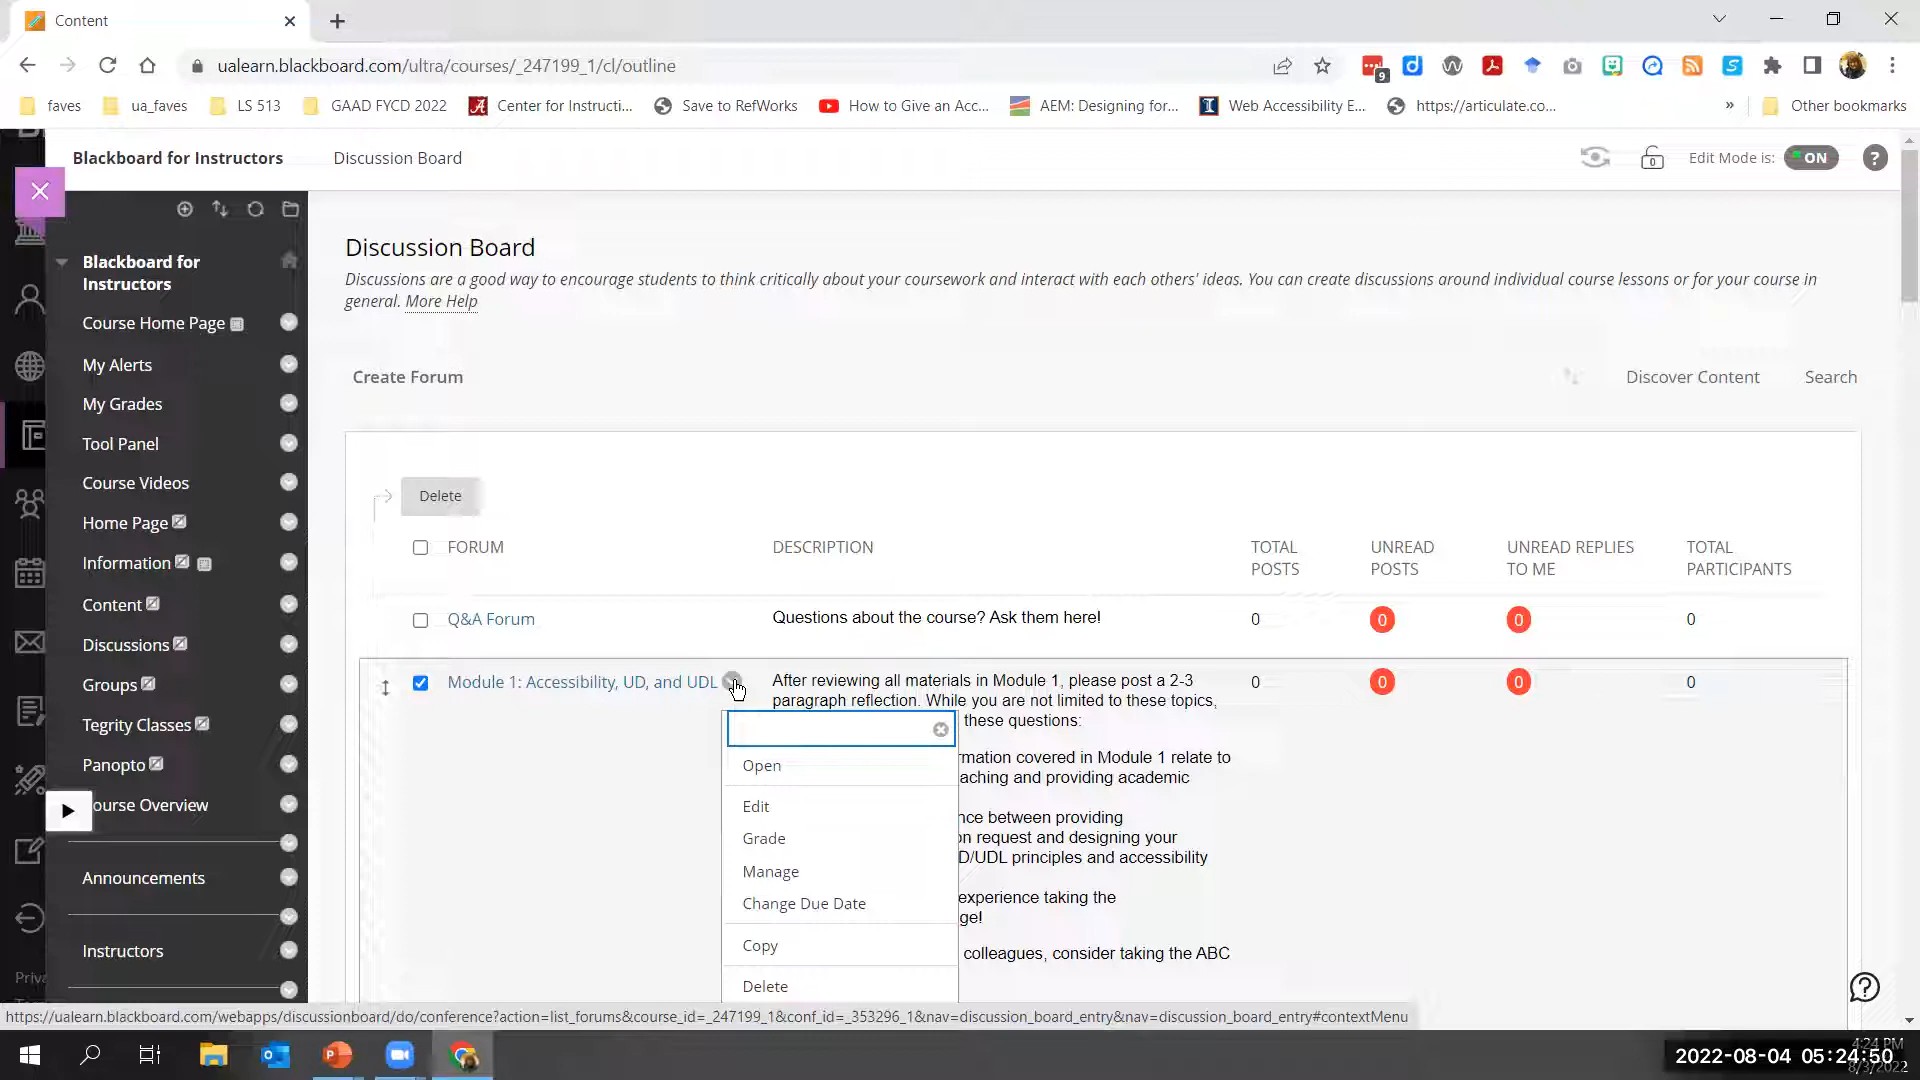 Content
ualearn.blackboard.com/ultra/courses/_247199_1/cl/outline
9
faves
ua_faves
LS 513
GAAD FYCD 2022
Center for Instructi...
Save to RefWorks
How to Give an Acc...
AEM: Designing for...
Web Accessibility E...
https://articulate.co...
»
Other bookmarks
Blackboard for Instructors
Discussion Board
Edit Mode is:
ON
?
Blackboard for
Instructors
Course Home Page
My Alerts
My Grades
Tool Panel
Course Videos
Home Page
Information
Content
Discussions
Groups
Tegrity Classes
Panopto
ourse Overview
Announcements
Instructors
Priva
Discussion Board
Discussions are a good way to encourage students to think critically about your coursework and interact with each others' ideas. You can create discussions around individual course lessons or for your course in
general. More Help
Create Forum
Discover Content
Search
Delete
FORUM
DESCRIPTION
TOTAL
POSTS
UNREAD
POSTS
UNREAD REPLIES
TO ME
TOTAL
PARTICIPANTS
Q&A Forum
Questions about the course? Ask them here!
0
0
0
0
Module 1: Accessibility, UD, and UDL
After reviewing all materials in Module 1, please post a 2-3
paragraph reflection. While you are not limited to these topics,
these questions:
rmation covered in Module 1 relate to
aching and providing academic
nce between providing
on request and designing your
D/UDL principles and accessibility
experience taking the
ge!
colleagues, consider taking the ABC
0
0
0
0
Open
Edit
Grade
Manage
Change Due Date
Copy
Delete
https://ualearn.blackboard.com/webapps/discussionboard/do/conference?action=list_forums&course_id=_247199_1&conf_id=_353296_1&nav=discussion_board_entry&nav=discussion_board_entry#contextMenu
4:24 PM
2022-08-04 05:24:50
8/3/2022